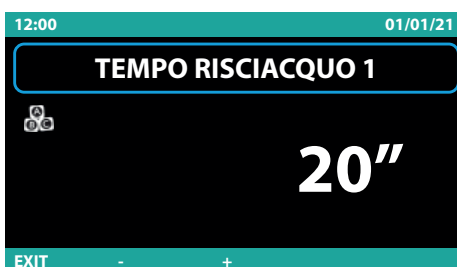 12:00 01/01/21
TEMPO RISCIACQUO 1
A
B C
20”
EXIT - +